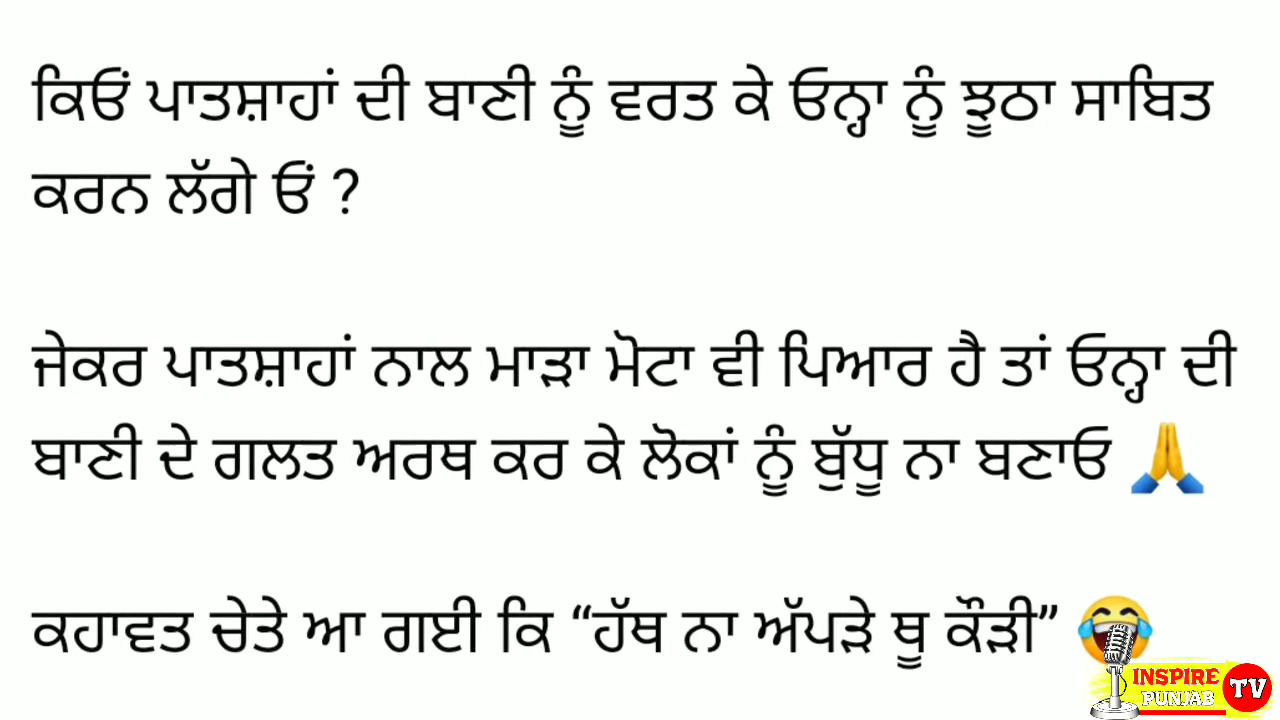 ਕਿਓਂ ਪਾਤਸ਼ਾਹਾਂ ਦੀ ਬਾਣੀ ਨੂੰ ਵਰਤ ਕੇ ਓਨ੍ਹਾ ਨੂੰ ਝੂਠਾ ਸਾਬਿਤ
ਕਰਨ ਲੱਗੇ ਓਂ ?
ਜੇਕਰ ਪਾਤਸ਼ਾਹਾਂ ਨਾਲ ਮਾੜਾ ਮੋਟਾ ਵੀ ਪਿਆਰ ਹੈ ਤਾਂ ਓਨ੍ਹਾ ਦੀ
ਬਾਣੀ ਦੇ ਗਲਤ ਅਰਥ ਕਰ ਕੇ ਲੋਕਾਂ ਨੂੰ ਬੁੱਧੂ ਨਾ ਬਣਾਓ 🙏
ਕਹਾਵਤ ਚੇਤੇ ਆ ਗਈ ਕਿ “ਹੱਥ ਨਾ ਅੱਪੜੇ ਥੂ ਕੌੜੀ” 😂
INSPIRE
PUNJAB
TV